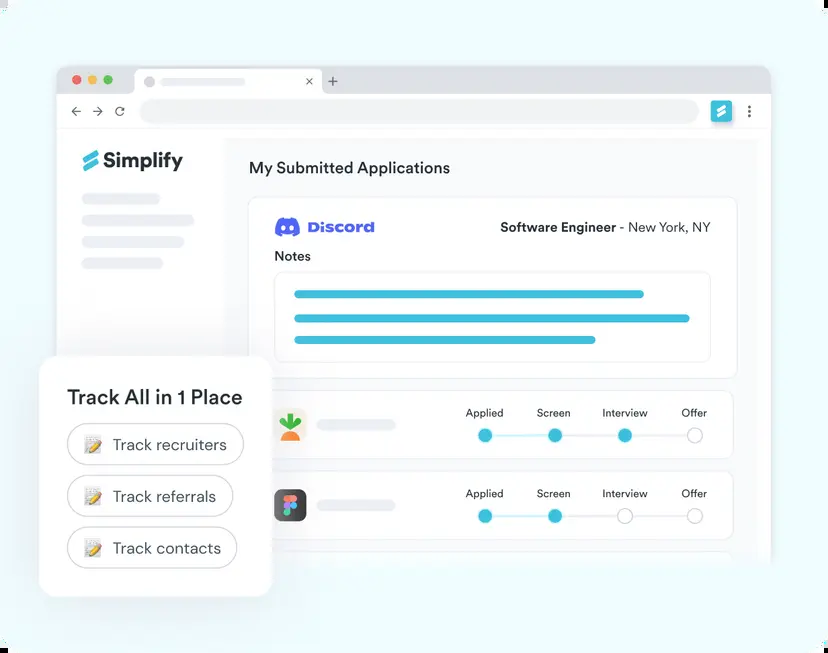 Simplify
My Submitted Applications
Discord
Software Engineer - New York, NY
Notes
Track All in 1 Place
Track recruiters
Track referrals
Track contacts
Applied Screen Interview Offer
Applied Screen Interview Offer